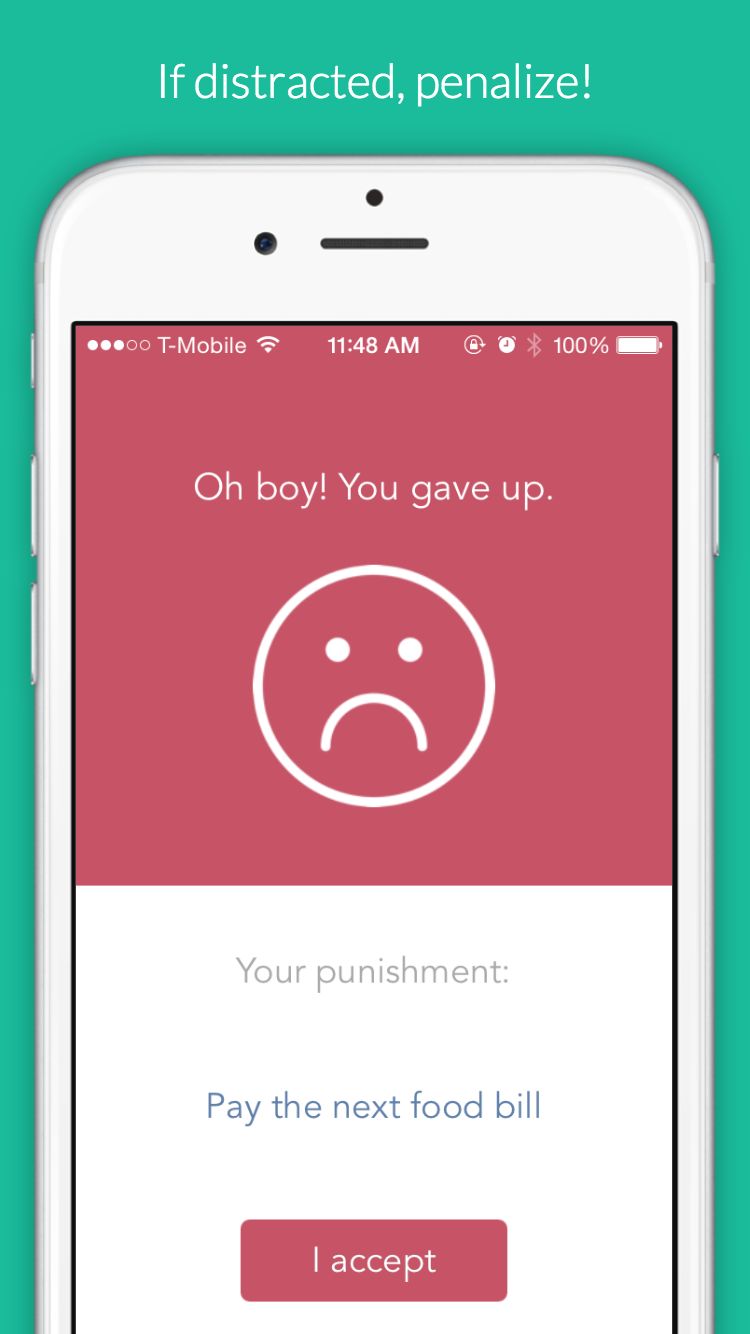 If distracted, penalize!
T-Mobile 11:48 AM 100%
Oh boy! You gave up.
Your punishment:
Pay the next food bill
I accept